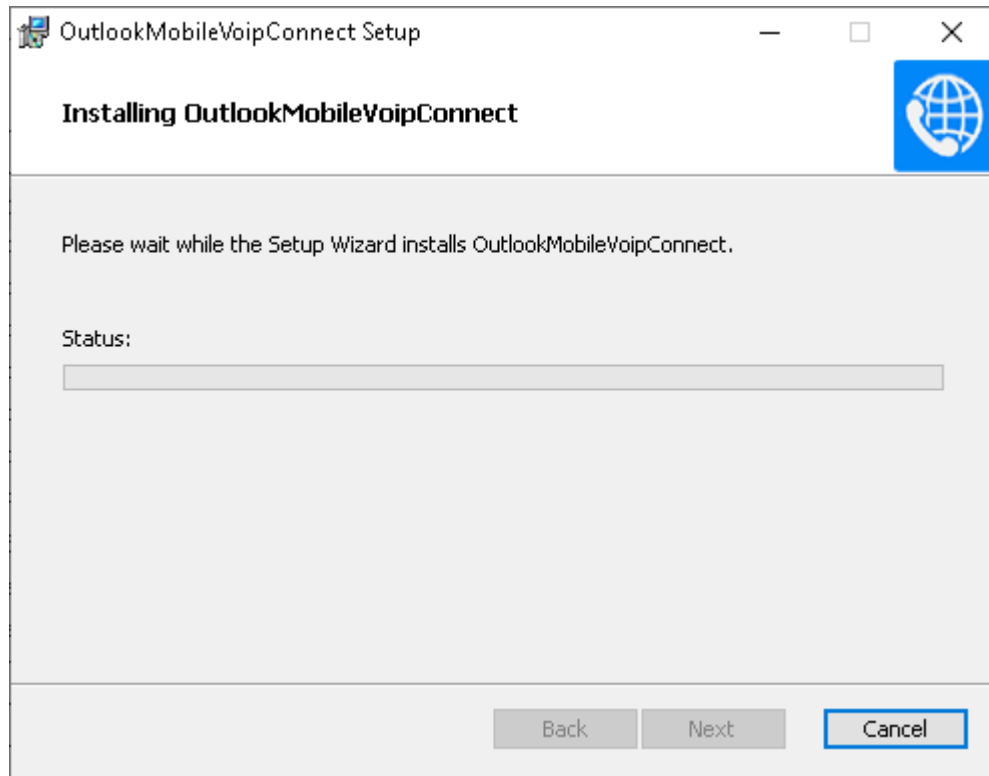 OutlookMobileVoipConnect Setup
Installing OutlookMobileVoipConnect
Please wait while the Setup Wizard installs OutlookMobileVoipConnect.
Status:
Back
Next
Cancel